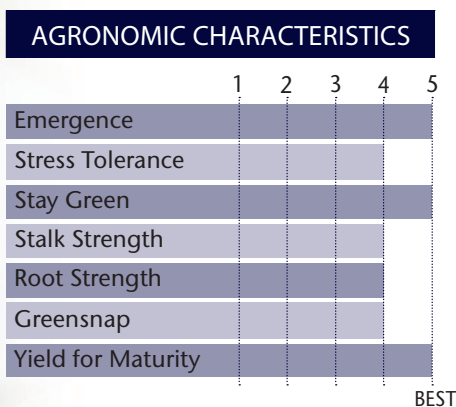 AGRONOMIC CHARACTERISTICS
1 2 3 4 5
Emergence
Stress Tolerance
Stay Green
Stalk Strength
Root Strength
Greensnap
Yield for Maturity
BEST